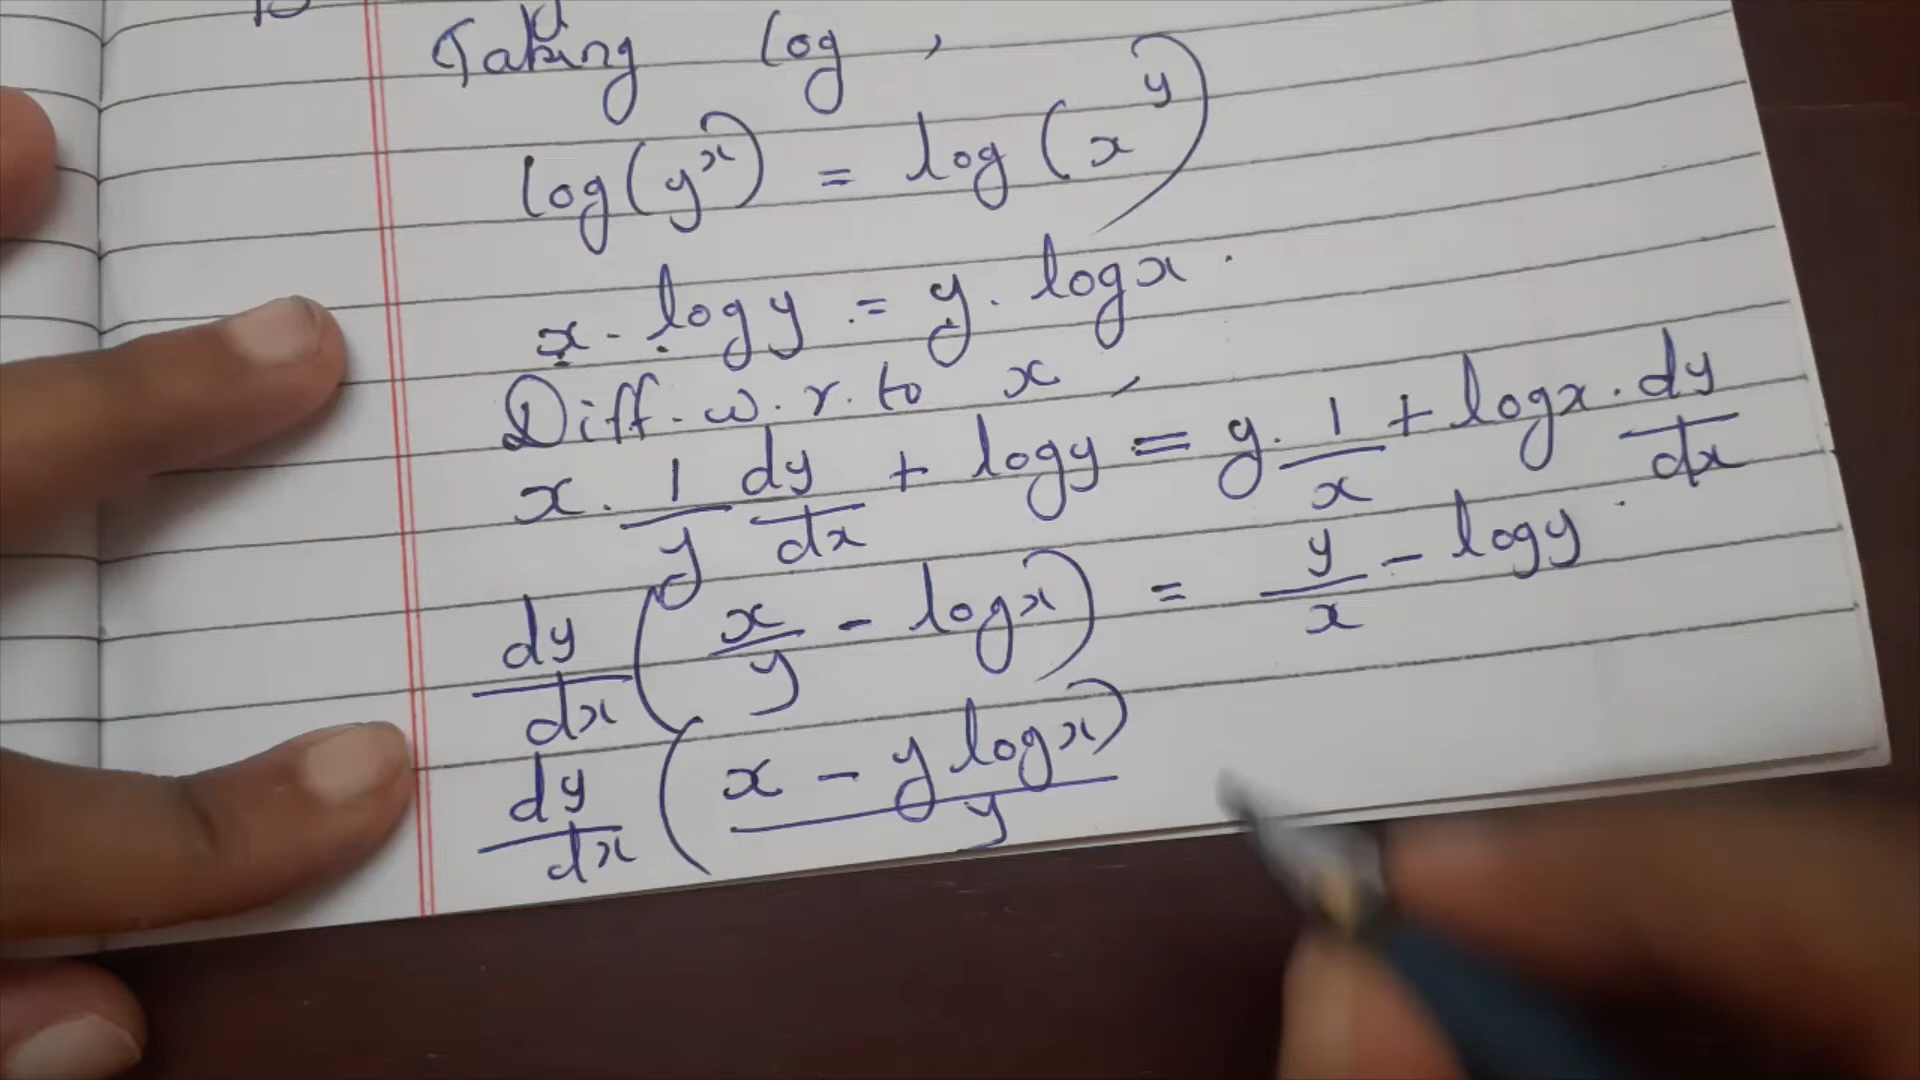 Taking log,
log(y^x) = log(x^y)
x . log y = y . log x .
Diff. w. r. to x,
x . 1/y dy/dx + log y = y . 1/x + log x . dy/dx
dy/dx (x/y - log x) = y/x - log y
dy/dx (x - y log x / y)